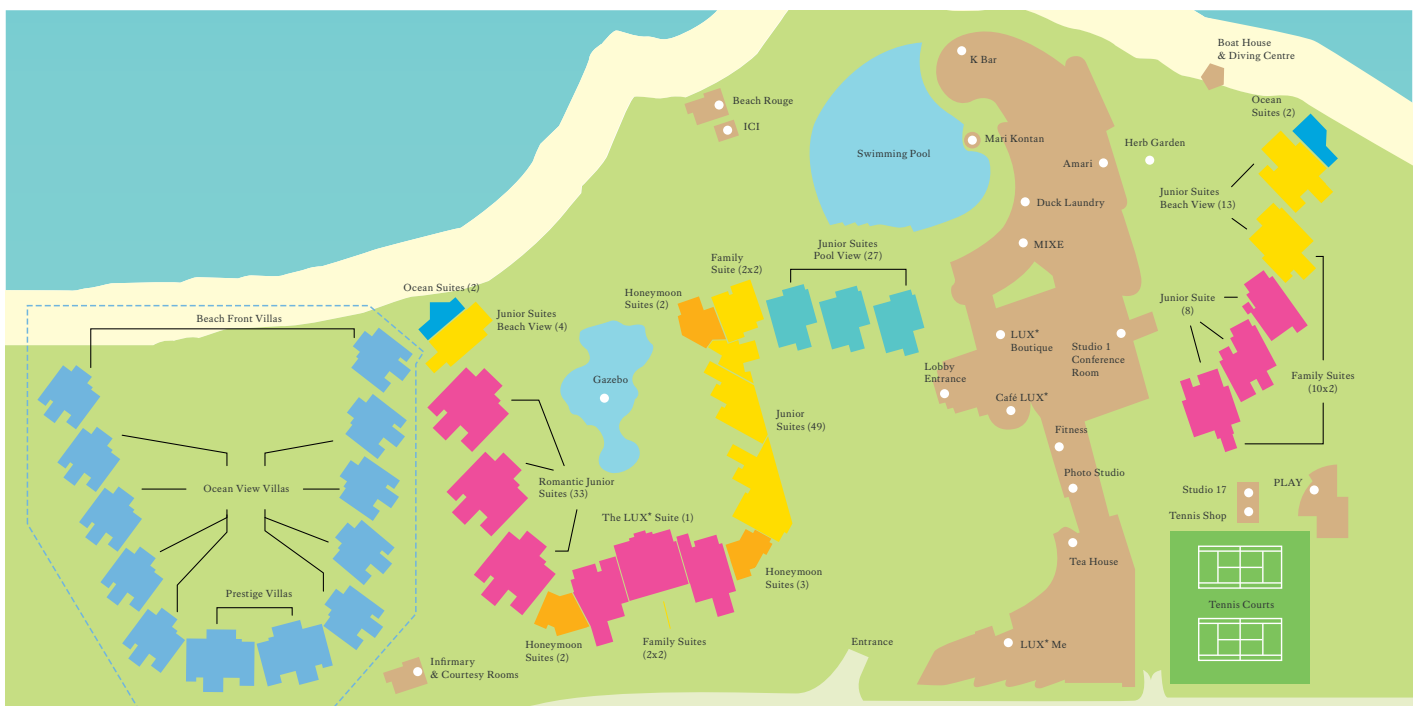 Boat House
& Diving Centre
K Bar
Beach Rouge
ICI
Ocean
Suites (2)
Mari Kontan
Herb Garden
Swimming Pool
Amari
Junior Suites
Beach View (13)
Duck Laundry
MIXE
Junior Suites
Pool View (27)
Family
Suite (2x2)
Ocean Suites (2)
Honeymoon
Suites (2)
Junior Suite
(8)
Beach Front Villas
Junior Suites
Beach View (4)
LUX*
Boutique
Studio 1
Conference
Room
Lobby
Entrance
Gazebo
Family Suites
(10x2)
Café LUX*
Junior
Suites (49)
Fitness
Photo Studio
Romantic Junior
Suites (33)
Ocean View Villas
Studio 17
PLAY
Tennis Shop
The LUX* Suite (1)
Tea House
Honeymoon
Suites (3)
Prestige Villas
Tennis Courts
Honeymoon
Suites (2)
Family Suites
(2x2)
Entrance
LUX* Me
Infirmary
& Courtesy Rooms